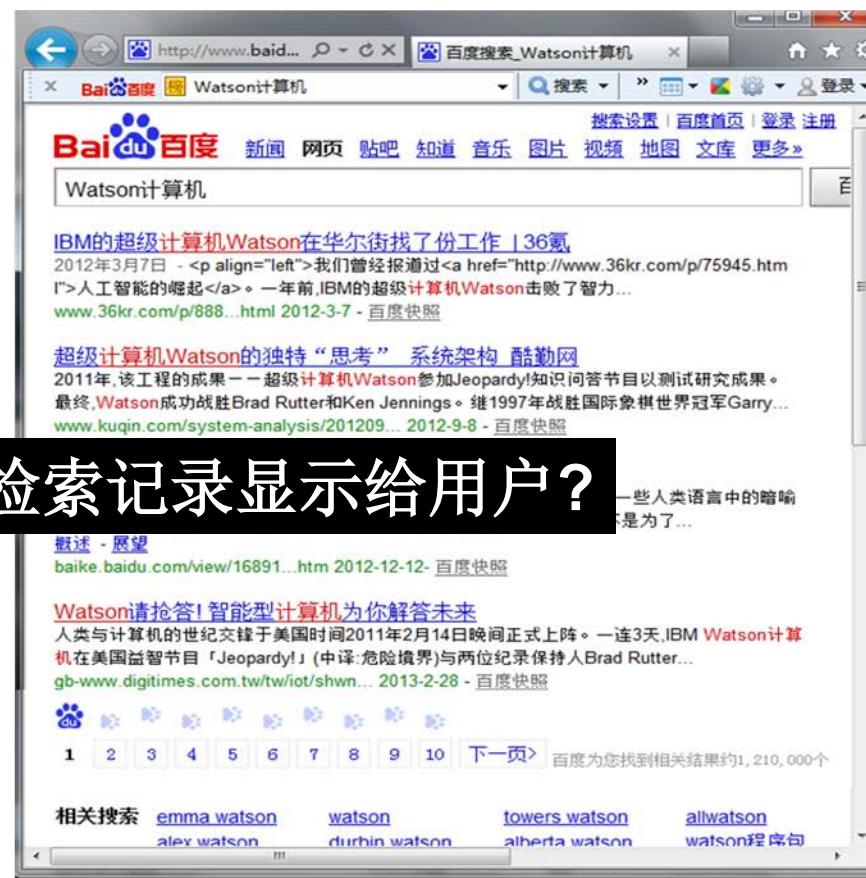 http://www.baid...
百度搜索_Watson计算机
Bai百度 Watson计算机
搜索
登录
搜索设置 | 百度首页 | 登录 注册
Bai du 百度 新闻 网页 贴吧 知道 音乐 图片 视频 地图 文库 更多»
Watson计算机
IBM的超级计算机Watson在华尔街找了份工作 | 36氪
2012年3月7日 - <p align="left">我们曾经报道过<a href="http://www.36kr.com/p/75945.htm
l">人工智能的崛起</a>。一年前,IBM的超级计算机Watson击败了智力...
www.36kr.com/p/888...html 2012-3-7 - 百度快照
超级计算机Watson的独特“思考” 系统架构 酷勤网
2011年,该工程的成果——超级计算机Watson参加Jeopardy!知识问答节目以测试研究成果。
最终,Watson成功战胜Brad Rutter和Ken Jennings。继1997年战胜国际象棋世界冠军Garry...
www.kuqin.com/system-analysis/201209... 2012-9-8 - 百度快照
索记录显示给用户?
一些人类语言中的暗喻
是为了...
概述 - 展望
baike.baidu.com/view/16891...htm 2012-12-12- 百度快照
Watson请抢答! 智能型计算机为你解答未来
人类与计算机的世纪交锋于美国时间2011年2月14日晚间正式上阵。一连3天,IBM Watson计算
机在美国益智节目「Jeopardy!」(中译:危险境界)与两位纪录保持人Brad Rutter...
gb-www.digitimes.com.tw/tw/iot/shwn... 2013-2-28 - 百度快照
du
1 2 3 4 5 6 7 8 9 10 下一页>
百度为您找到相关结果约1,210,000个
相关搜索 emma watson watson towers watson allwatson
alex watson durbin watson alberta watson watson程序包